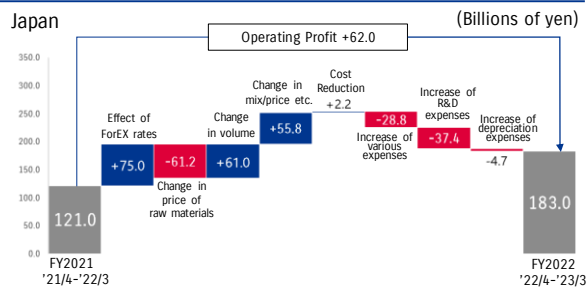 Japan
(Billions of yen)
Operating Profit +62.0
350.0
300.0
250.0
200.0
150.0
100.0
50.0
0.0
121.0
FY2021
’21/4-’22/3
Effect of
ForEX rates
+75.0
-61.2
Change in
price of
raw materials
Change
in volume
+61.0
Change in
mix/price etc.
+55.8
Cost
Reduction
+2.2
-28.8
Increase of
various
expenses
Increase of
R&D
expenses
-37.4
Increase of
depreciation
expenses
-4.7
183.0
FY2022
’22/4-’23/3